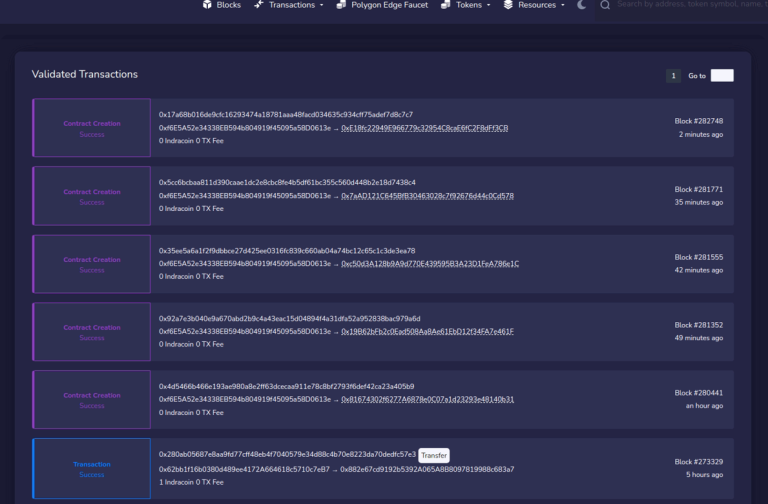 Blocks Transactions Polygon Edge Faucet Tokens Resources Search by address, token symbol, name,
Validated Transactions
1 Go to
Contract Creation
Success
0x17a68b016de9cfc16293474a18781aaa48facd034635c934cff75adef7d8c7c7
0xf6E5A52e34338EB594b804919f45095a58D0613e → 0xE18fc22949E966779c32954C8caE6fC2F8dFf3CB
0 Indracoin 0 TX Fee
Block #282748
2 minutes ago
Contract Creation
Success
0x5cc6bcbaa811d390caae1dc2e8cbc8fe4b5df61bc355c560d448b2e18d7438c4
0xf6E5A52e34338EB594b804919f45095a58D0613e → 0x7aAD121C645BfB30463028c7f92676d44c0Cd578
0 Indracoin 0 TX Fee
Block #281771
35 minutes ago
Contract Creation
Success
0x35ee5a6a1f2f9dbbce27d425ee0316fc839c660ab04a74bc12c65c1c3de3ea78
0xf6E5A52e34338EB594b804919f45095a58D0613e → 0xc50d3A128b9A9d770E439595B3A23D1FeA786e1C
0 Indracoin 0 TX Fee
Block #281555
42 minutes ago
Contract Creation
Success
0x92a7e3b040e9a670abd2b9c4a43eac15d04894f4a31dfa52a952838bac979a6d
0xf6E5A52e34338EB594b804919f45095a58D0613e → 0x19B62bFb2c0Ead508Aa8Ae61EbD12f34FA7e461F
0 Indracoin 0 TX Fee
Block #281352
49 minutes ago
Contract Creation
Success
0x4d5466b466e193ae980a8e2ff63dcecaa911e78c8bf2793f6def42ca23a405b9
0xf6E5A52e34338EB594b804919f45095a58D0613e → 0x81674302f6277A6878e0C07a1d23293e48140b31
0 Indracoin 0 TX Fee
Block #280441
an hour ago
Transaction
Success
0x280ab05687e8aa9fd77cff48eb4f7040579e34d88c4b70e8223da70dedfc57e3 Transfer
0x62bb1f16b0380d489ee4172A664618c5710c7eB7 → 0x882e67cd9192b5392A065A8B8097819988c683a7
1 Indracoin 0 TX Fee
Block #273329
5 hours ago